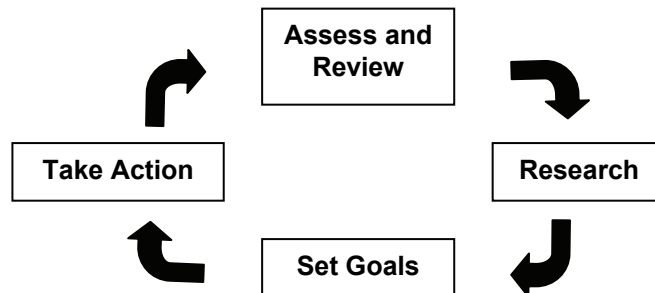 Assess and
Review
Take Action
Research
Set Goals